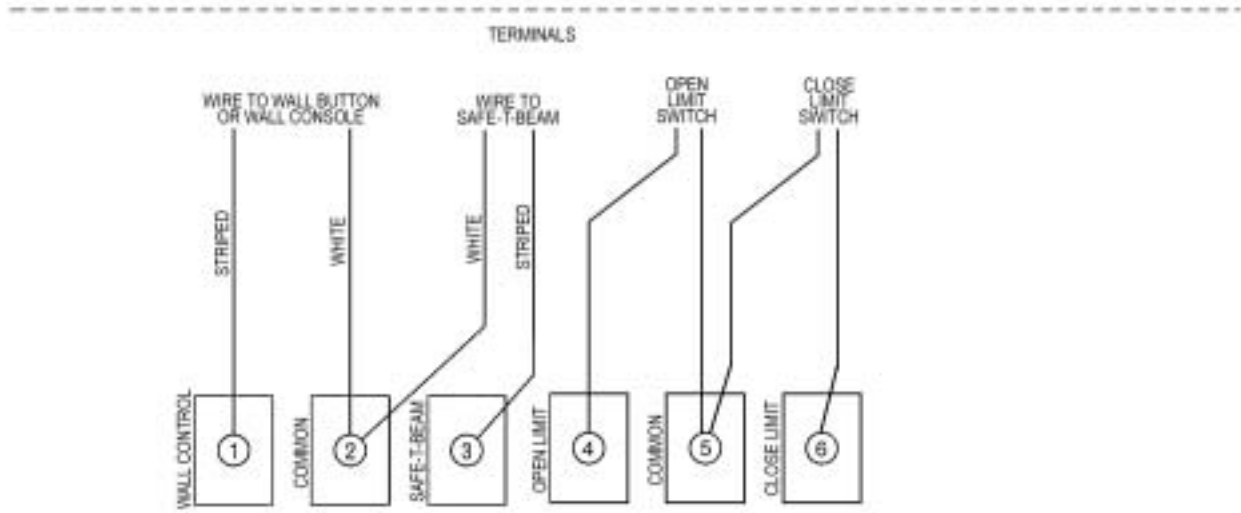 TERMINALS
WIRE TO WALL BUTTON
OR WALL CONSOLE
WIRE TO
SAFE-T-BEAM
OPEN
LIMIT
SWITCH
CLOSE
LIMIT
SWITCH
STRIPED
WHITE
WHITE
STRIPED
WALL CONTROL
1
COMMON
2
SAFE-T-BEAM
3
OPEN LIMIT
4
COMMON
5
CLOSE LIMIT
6